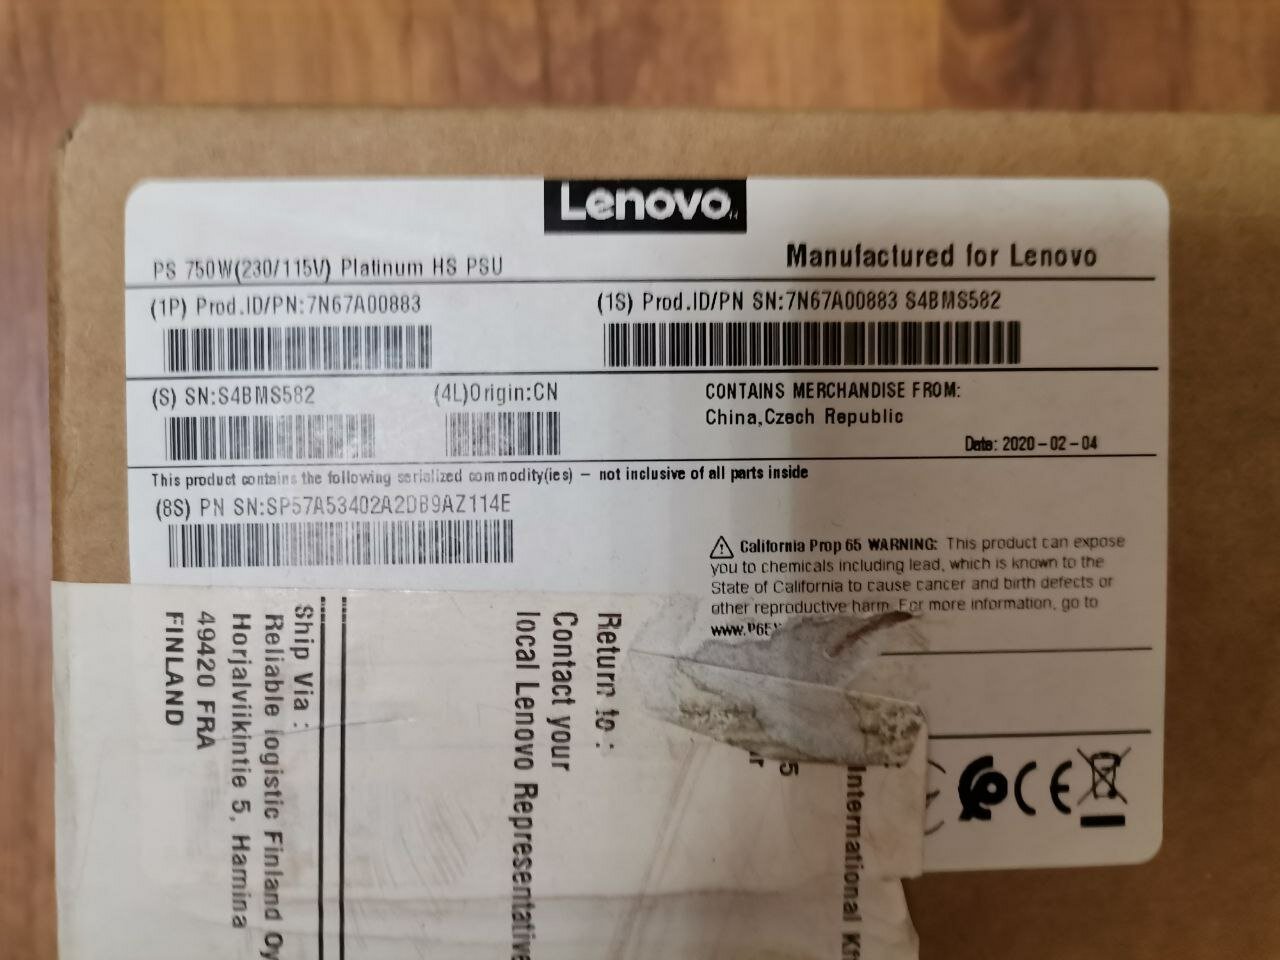 Lenovo
PS 750W(230/115V) Platinum HS PSU
Manufactured for Lenovo
(1P) Prod.ID/PN:7N67A00883
(1S) Prod.ID/PN SN:7N67A00883 S4BMS582
(S) SN:S4BMS582
(4L)Origin:CN
CONTAINS MERCHANDISE FROM:
China,Czech Republic
Date: 2020-02-04
This product contains the following serialized commodity(ies) - not inclusive of all parts inside
(8S) PN SN:SP57A53402A2DB9AZ114E
California Prop 65 WARNING: This product can expose
you to chemicals including lead, which is known to the
State of California to cause cancer and birth defects or
other reproductive harm. For more information, go to
Ship Via :
Reliable logistic Finland Oy
Horjalviikintie 5, Hamina
49420 FRA
FINLAND
Return to :
Contact your
local Lenovo Representative
International Kft
CE